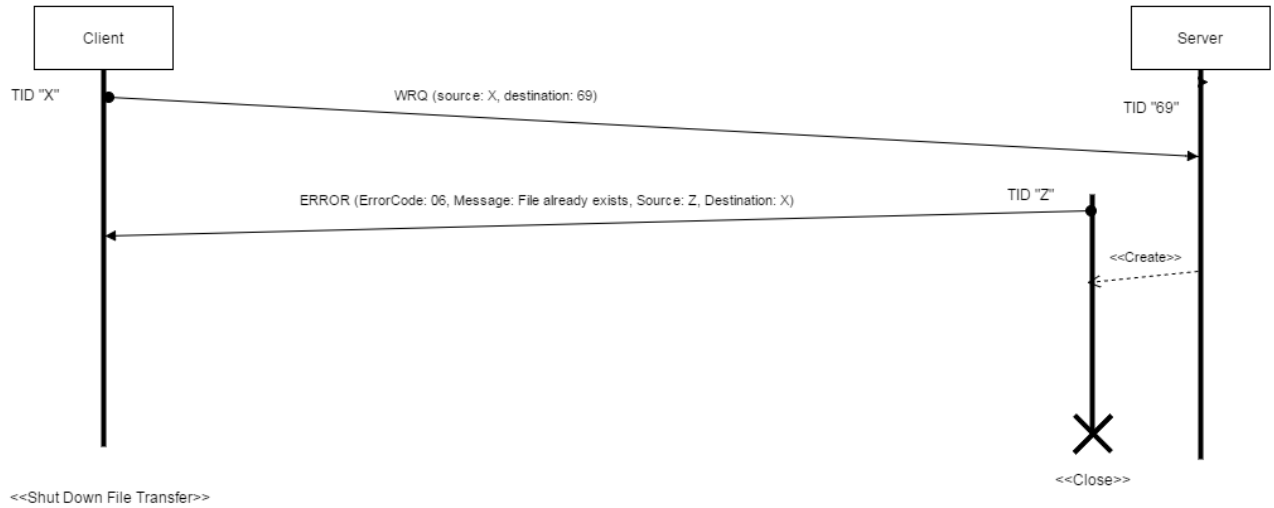 Client
Server
TID "X"
WRQ (source: X, destination: 69)
TID "69"
ERROR (ErrorCode: 06, Message: File already exists, Source: Z, Destination: X)
TID "Z"
<<Create>>
<<Close>>
<<Shut Down File Transfer>>